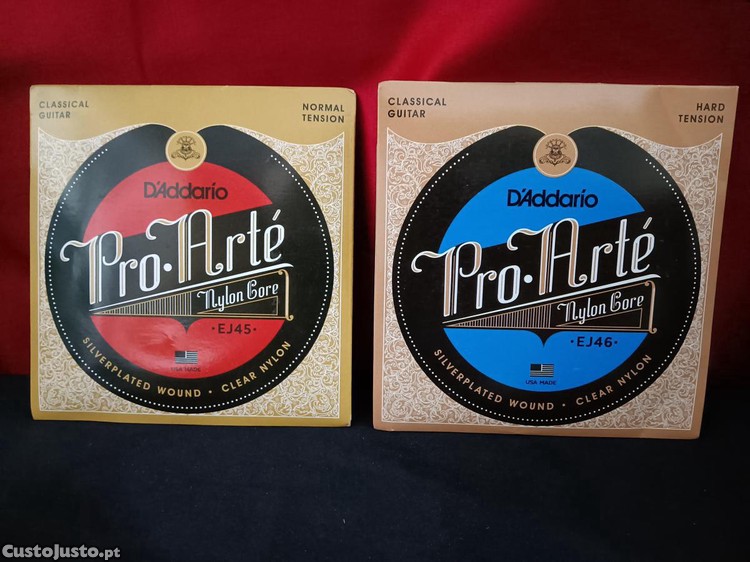 CLASSICAL
GUITAR
NORMAL
TENSION
D'Addario
Pro·Arté
Nylon Core
·EJ45·
USA MADE
SILVERPLATED WOUND · CLEAR NYLON
CLASSICAL
GUITAR
HARD
TENSION
D'Addario
Pro·Arté
Nylon Core
·EJ46·
USA MADE
SILVERPLATED WOUND · CLEAR NYLON
CustoJusto.pt